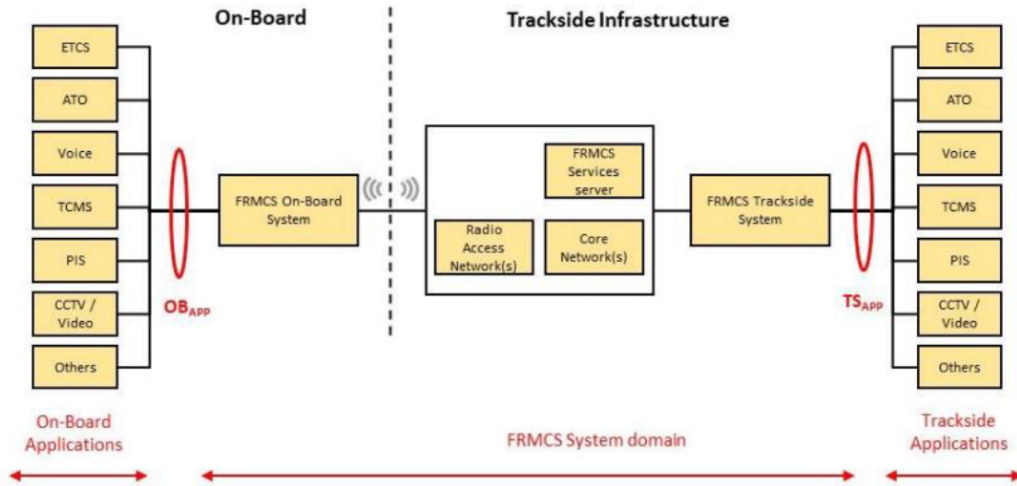 On-Board
Trackside Infrastructure
ETCS
ATO
Voice
TCMS
PIS
CCTV /
Video
Others
OB_APP
FRMCS On-Board
System
FRMCS
Services
server
Radio
Access
Network(s)
Core
Network(s)
FRMCS Trackside
System
TS_APP
ETCS
ATO
Voice
TCMS
PIS
CCTV /
Video
Others
On-Board
Applications
FRMCS System domain
Trackside
Applications